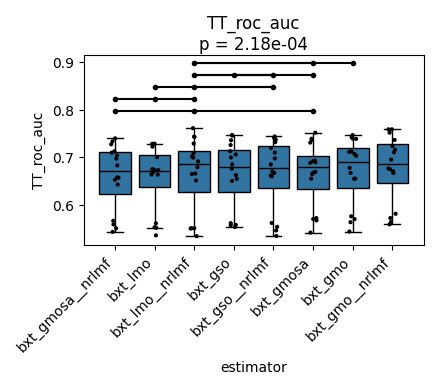 TT_roc_auc
p = 2.18e-04
TT_roc_auc
0.9
0.8
0.7
0.6
bxt_gmosa__nrlmf
bxt_lmo
bxt_lmo__nrlmf
bxt_gso
bxt_gso__nrlmf
bxt_gmosa
bxt_gmo
bxt_gmo__nrlmf
estimator